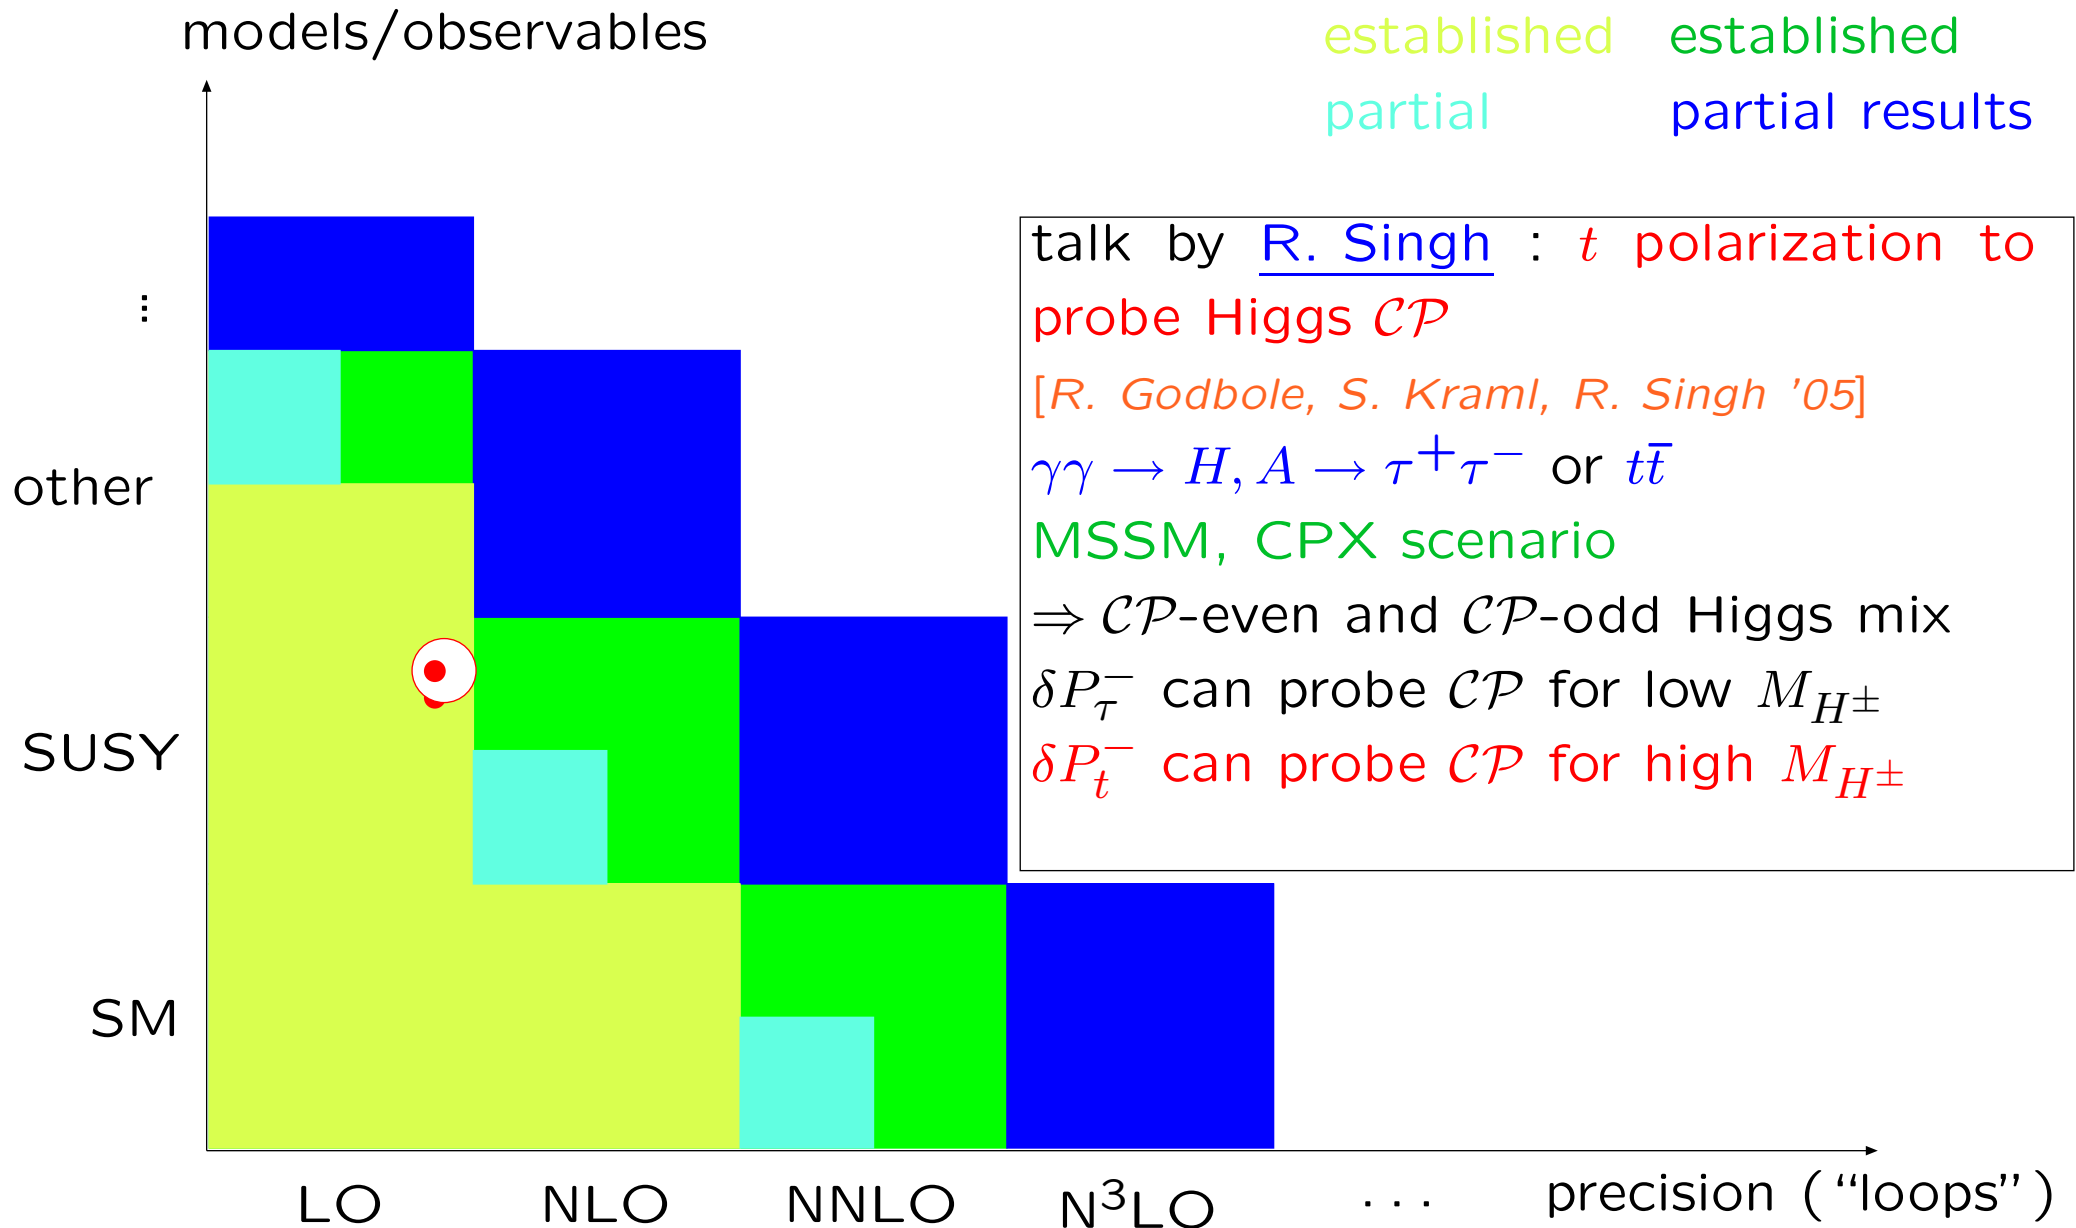 models/observables
established established
partial partial results
talk by R. Singh : t polarization to
probe Higgs 𝒞𝒫
[R. Godbole, S. Kraml, R. Singh '05]
γγ → H, A → τ⁺τ⁻ or tt̄
MSSM, CPX scenario
⇒ 𝒞𝒫-even and 𝒞𝒫-odd Higgs mix
δP_τ⁻ can probe 𝒞𝒫 for low M_{H±}
δP_t⁻ can probe 𝒞𝒫 for high M_{H±}
⋮
other
SUSY
SM
LO NLO NNLO N³LO . . . precision (“loops”)